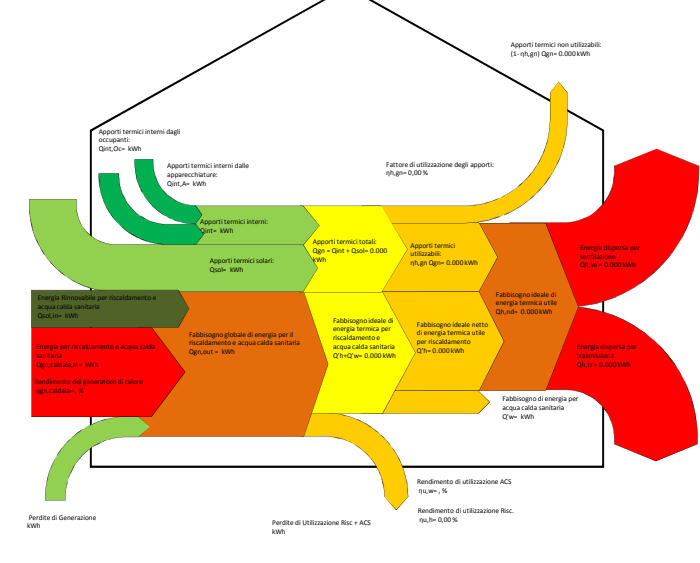 Apporti termici non utilizzabili:
(1- ηh,gn) Qgn= 0.000 kWh
Apporti termici interni dagli
occupanti:
Qint,Oc=  kWh
Apporti termici interni dalle
apparecchiature:
Qint,A=  kWh
Fattore di utilizzazione degli apporti:
ηh,gn= 0,00 %
Apporti termici interni:
Qint=  kWh
Apporti termici solari:
Qsol=  kWh
Apporti termici totali:
Qgn = Qint + Qsol= 0.000
kWh
Apporti termici
utilizzabili:
ηh,gn Qgn= 0.000 kWh
Energia dispersa per
ventilazione
Qh,ve= 0.000 kWh
Energia Rinnovabile per riscaldamento e
acqua calda sanitaria
Qsol,in=  kWh
Fabbisogno ideale di
energia termica utile
Qh,nd=  0.000 kWh
Energia per riscaldamento e acqua calda
sanitaria
Qgn,caldaia,in=  kWh
Rendimento del generatore di calore
ηgn,caldaia= , %
Fabbisogno globale di energia per il
riscaldamento e acqua calda sanitaria
Qgn,out =  kWh
Fabbisogno ideale di
energia termica per
riscaldamento e
acqua calda sanitaria
Q'h+Q'w= 0.000 kWh
Fabbisogno ideale netto
di energia termica utile
per riscaldamento
Q'h= 0.000 kWh
Energia dispersa per
trasmissione
Qh,tr= 0.000 kWh
Fabbisogno di energia per
acqua calda sanitaria
Q'w=  kWh
Rendimento di utilizzazione ACS
ηu,w= , %
Rendimento di utilizzazione Risc.
ηu,h= 0,00 %
Perdite di Generazione
kWh
Perdite di Utilizzazione Risc + ACS
kWh